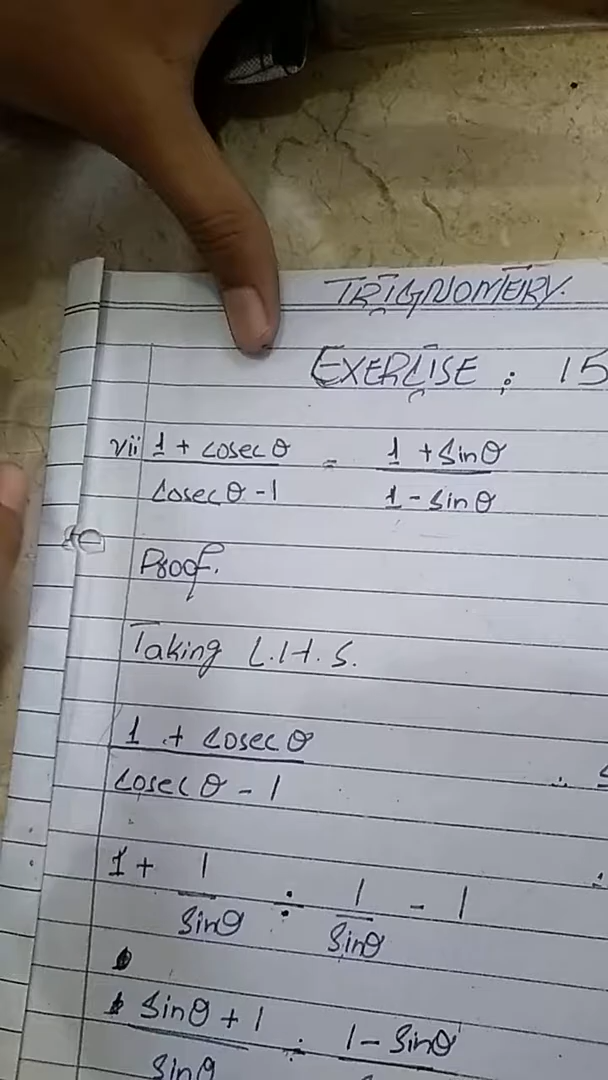 TRIGNOMERY.
EXERCISE : 15
vii 1 + cosec θ / cosec θ - 1 = 1 + sin θ / 1 - sin θ
Proof.
Taking L.H.S.
1 + cosec θ / cosec θ - 1
1 + 1 / sin θ ÷ 1 / sin θ - 1
sin θ + 1 / sin θ ÷ 1 - sin θ